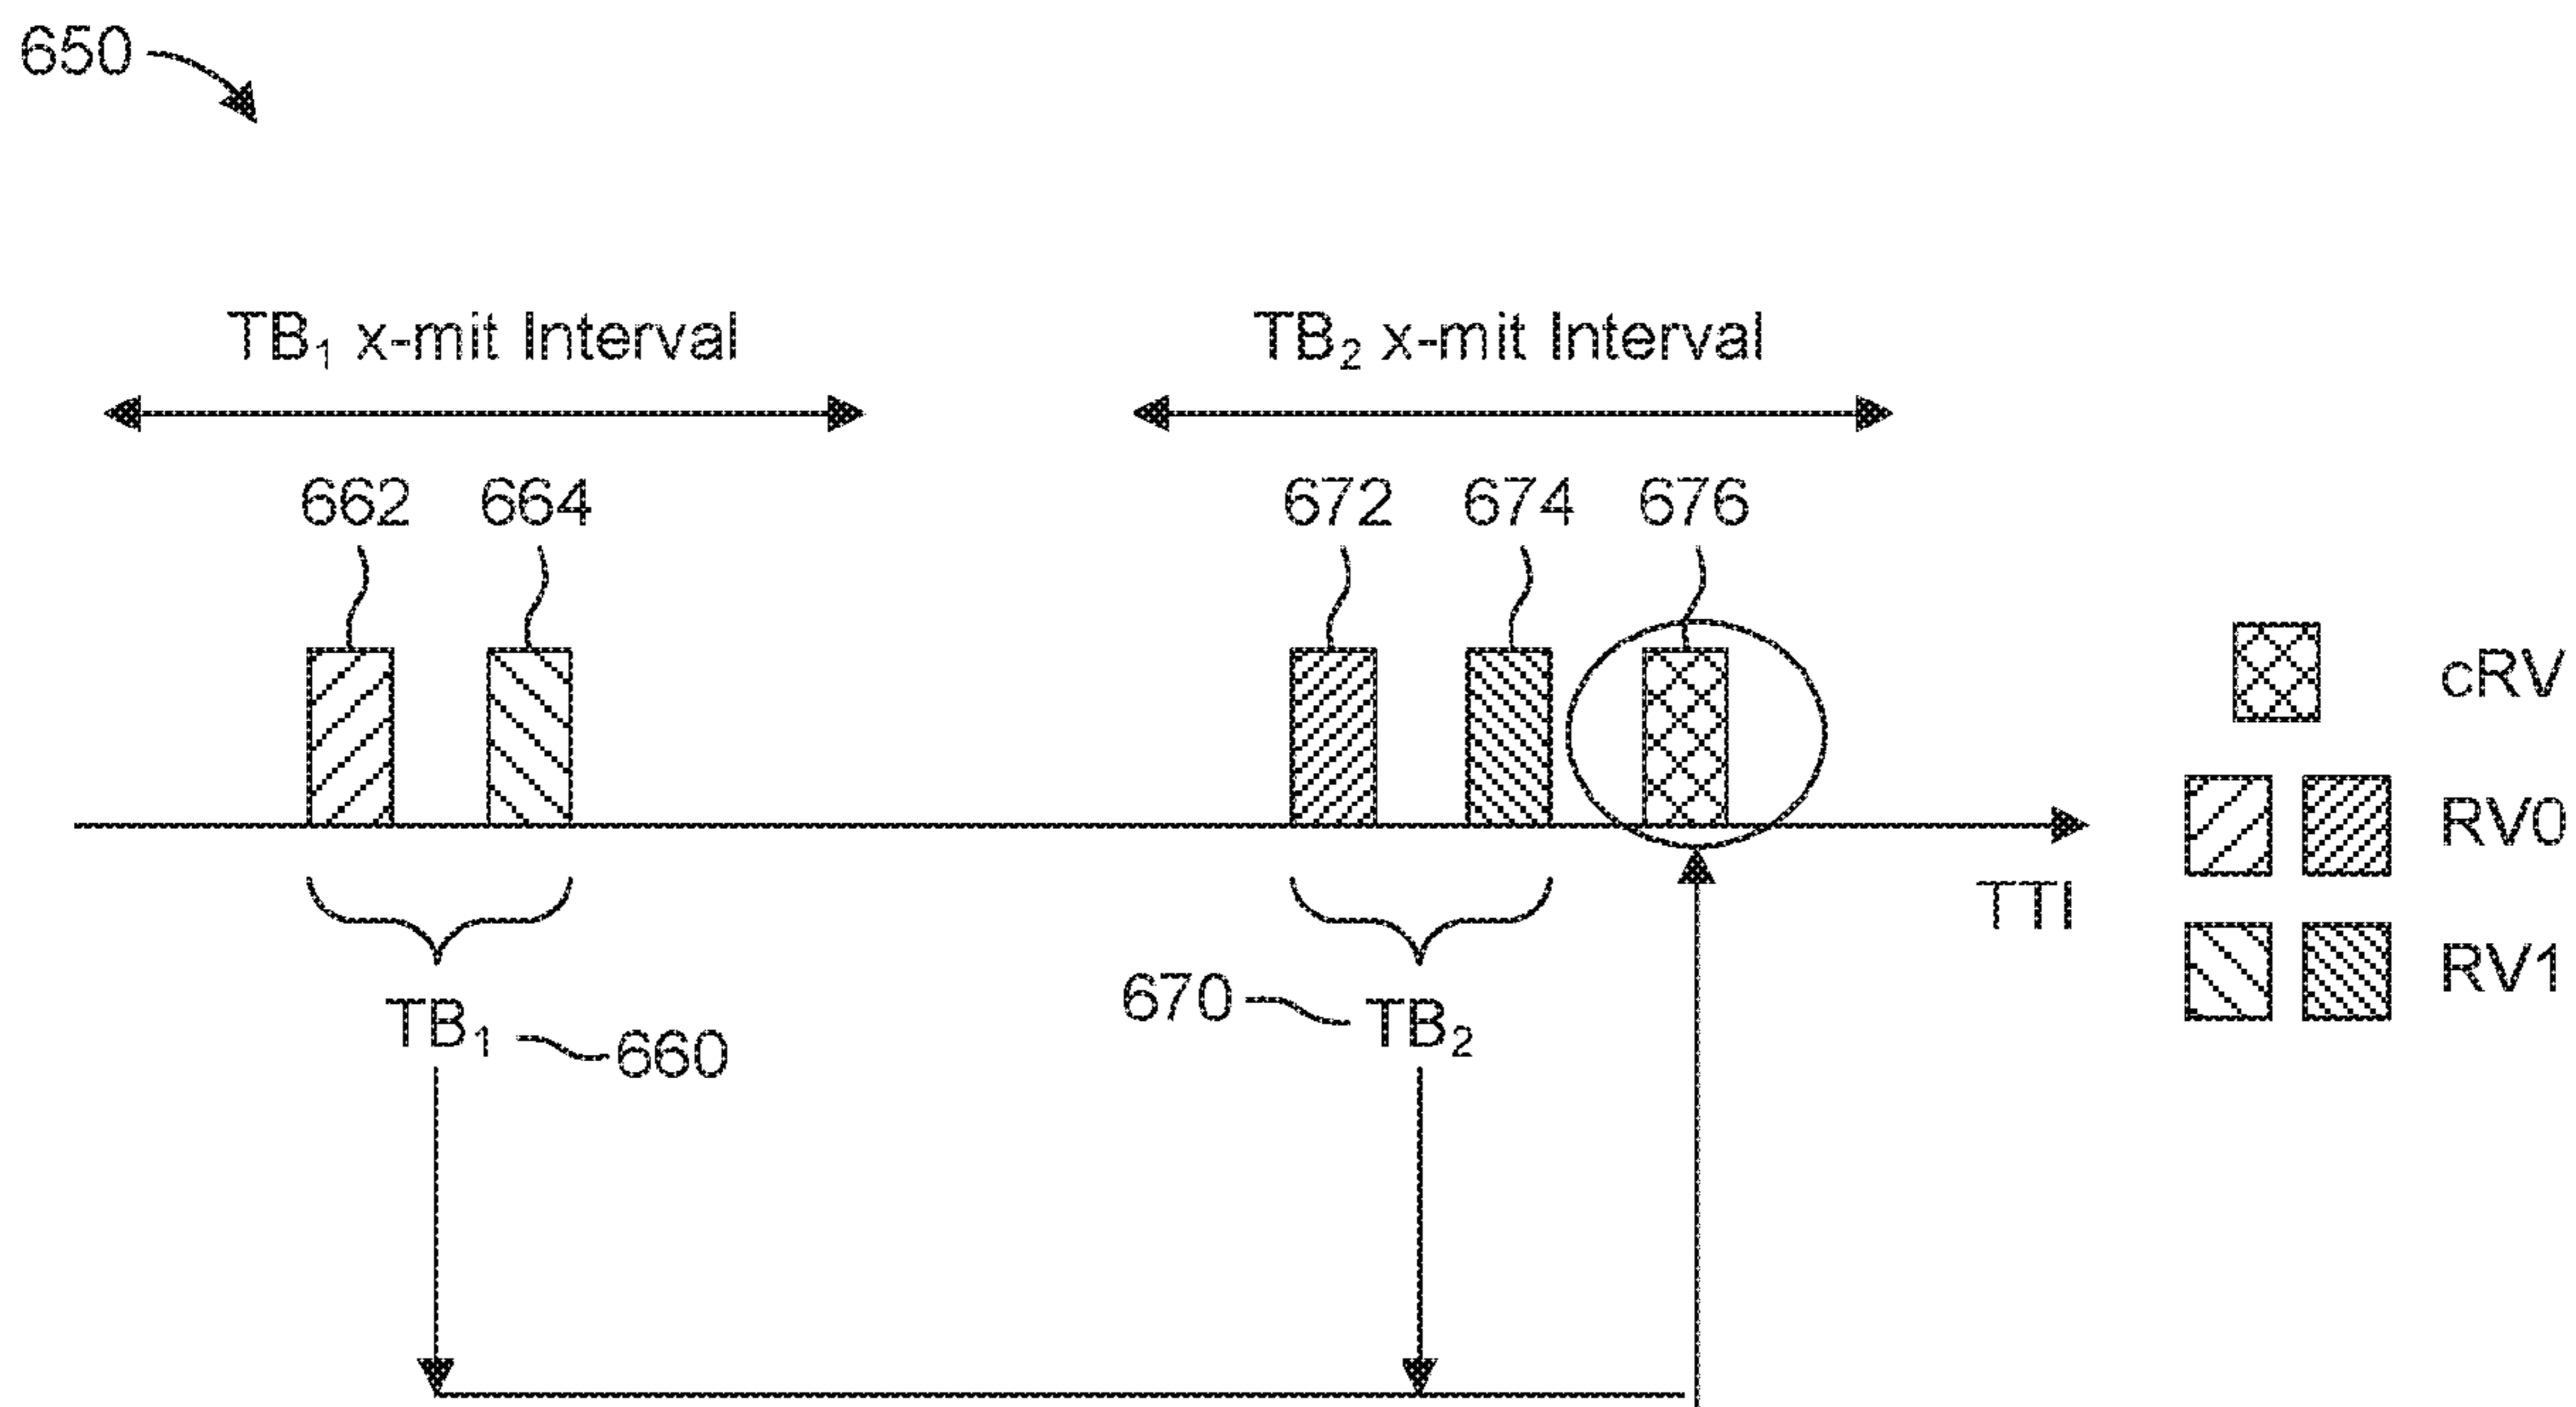 650
TB₁ x-mit Interval
TB₂ x-mit Interval
662
664
672
674
676
cRV
RV0
RV1
TTI
TB₁
660
670
TB₂